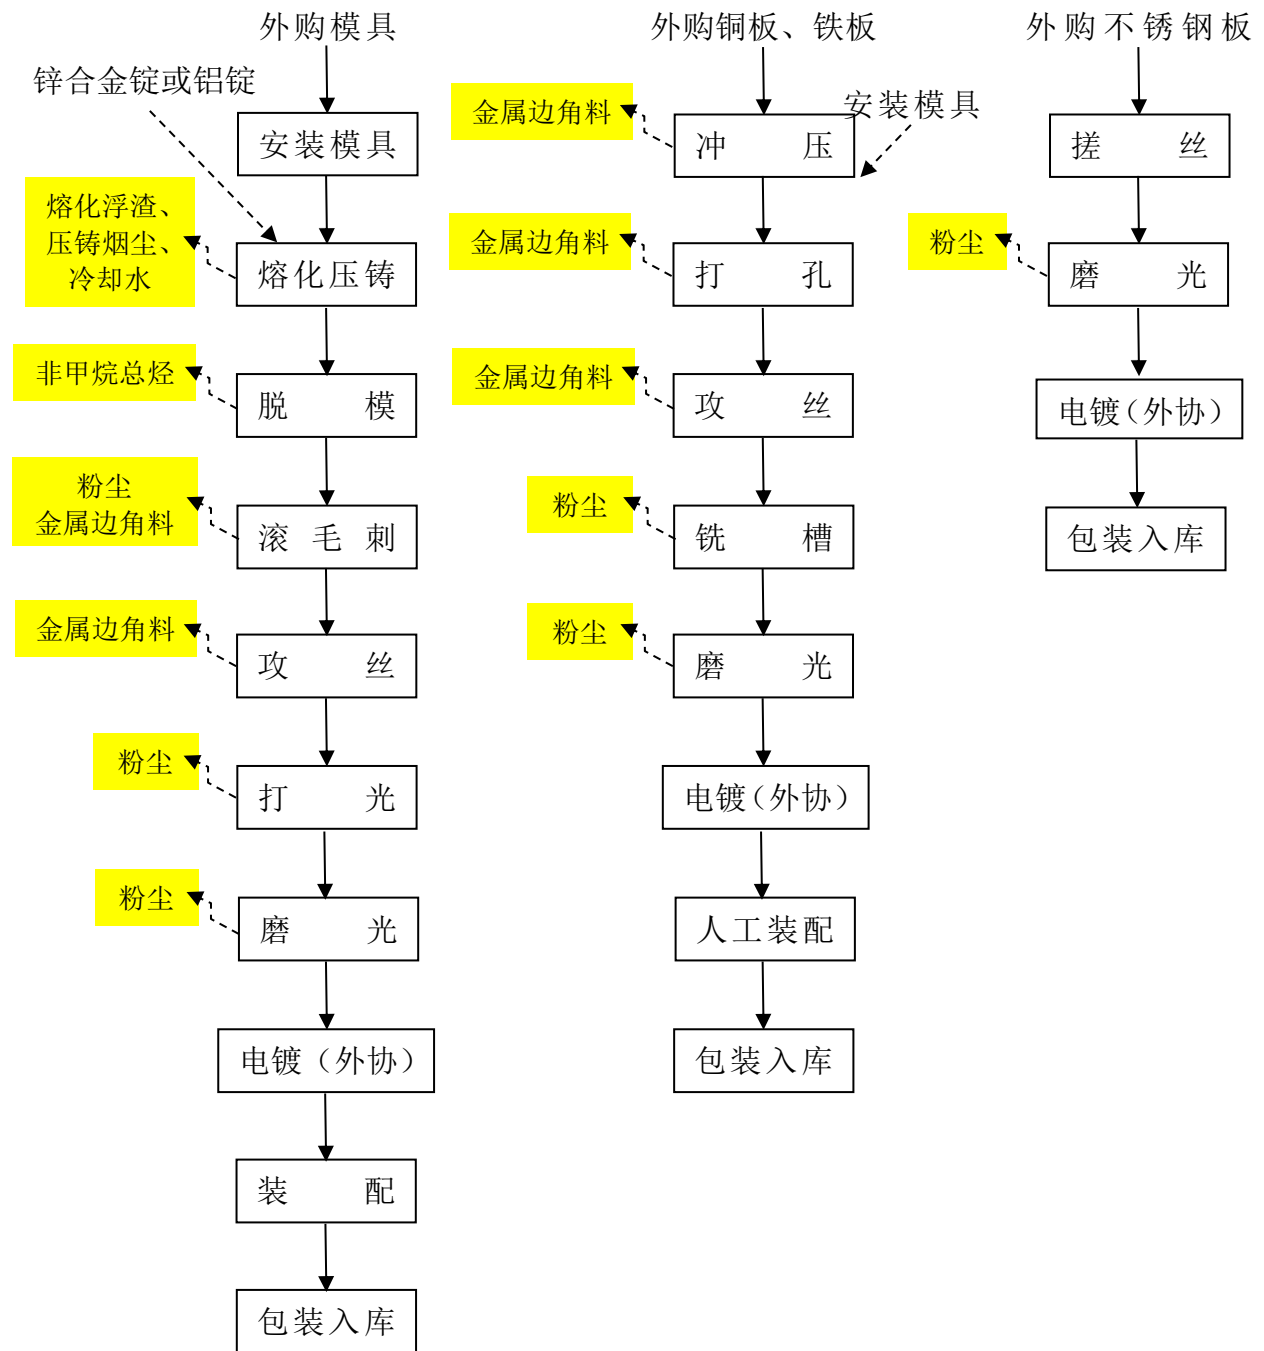 外购模具
锌合金锭或铝锭
安装模具
熔化浮渣、
压铸烟尘、
冷却水
熔化压铸
非甲烷总烃
脱模
粉尘
金属边角料
滚毛刺
金属边角料
攻丝
粉尘
打光
粉尘
磨光
电镀（外协）
装配
包装入库
外购铜板、铁板
金属边角料
安装模具
冲压
金属边角料
打孔
金属边角料
攻丝
粉尘
铣槽
粉尘
磨光
电镀（外协）
人工装配
包装入库
外购不锈钢板
搓丝
粉尘
磨光
电镀（外协）
包装入库